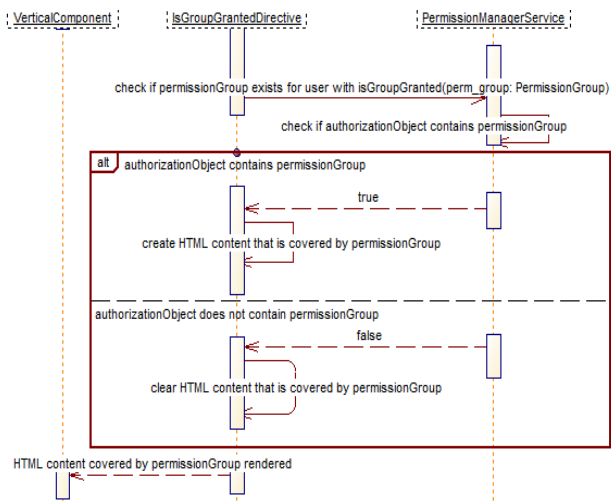 VerticalComponent
IsGroupGrantedDirective
PermissionManagerService
check if permissionGroup exists for user with isGroupGranted(perm_group: PermissionGroup)
check if authorizationObject contains permissionGroup
alt
authorizationObject contains permissionGroup
true
create HTML content that is covered by permissionGroup
authorizationObject does not contain permissionGroup
false
clear HTML content that is covered by permissionGroup
HTML content covered by permissionGroup rendered